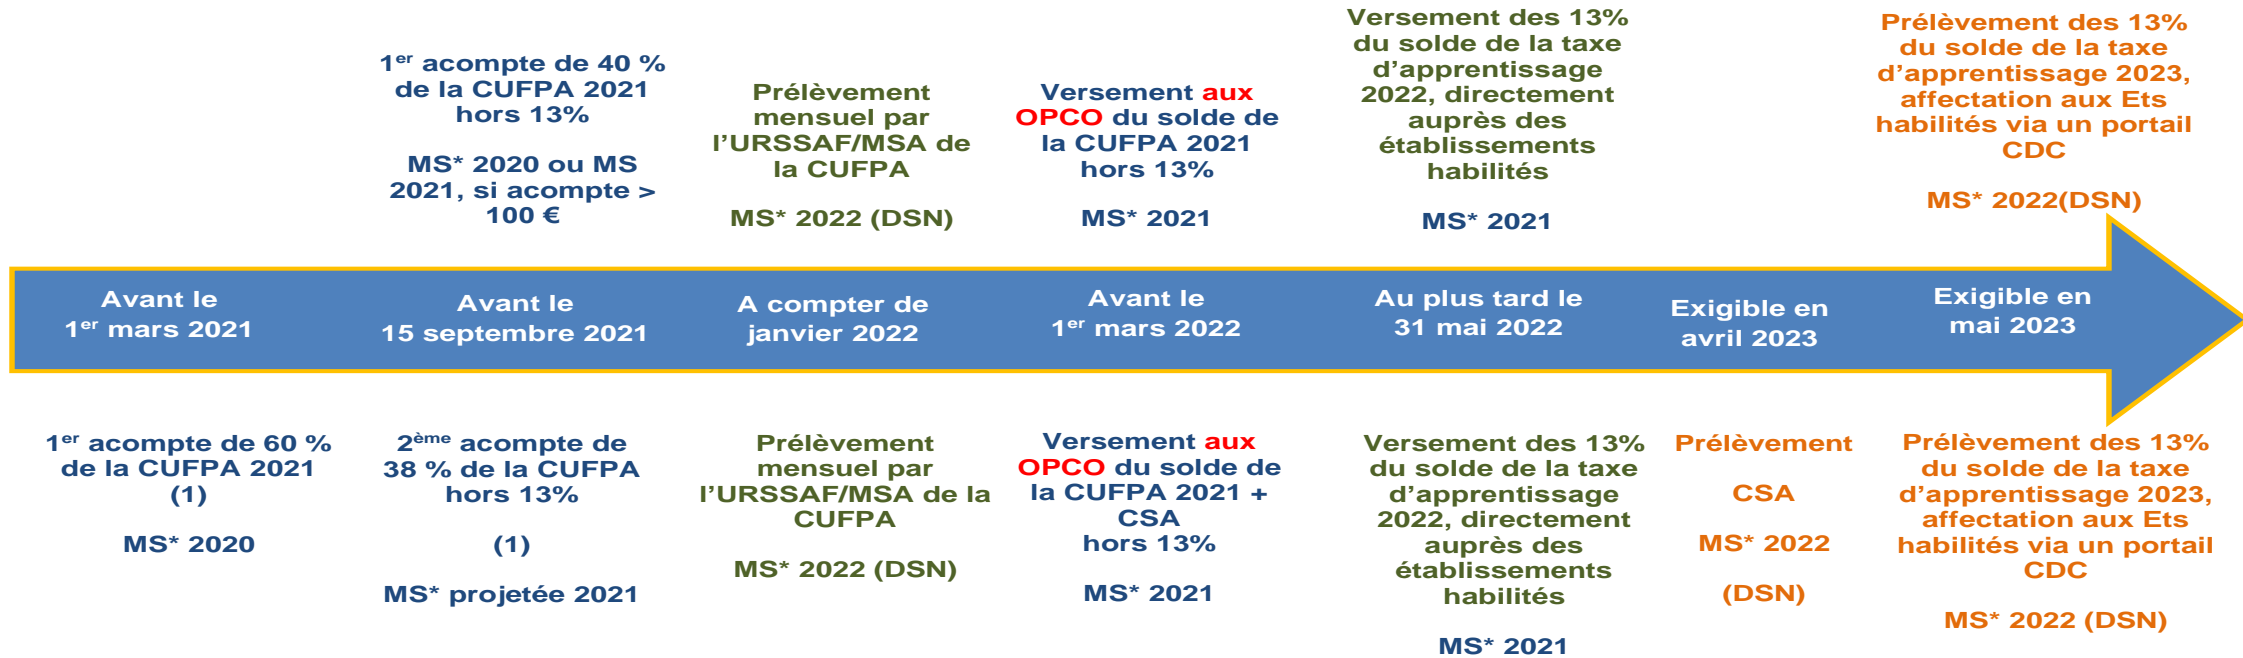 1er acompte de 40 %
de la CUFPA 2021
hors 13%
MS* 2020 ou MS
2021, si acompte >
100 €
Prélèvement
mensuel par
l’URSSAF/MSA de
la CUFPA
MS* 2022 (DSN)
Versement aux
OPCO du solde de
la CUFPA 2021
hors 13%
MS* 2021
Versement des 13%
du solde de la taxe
d’apprentissage
2022, directement
auprès des
établissements
habilités
MS* 2021
Prélèvement des 13%
du solde de la taxe
d’apprentissage 2023,
affectation aux Ets
habilités via un portail
CDC
MS* 2022(DSN)
Avant le
1er mars 2021
Avant le
15 septembre 2021
A compter de
janvier 2022
Avant le
1er mars 2022
Au plus tard le
31 mai 2022
Exigible en
avril 2023
Exigible en
mai 2023
1er acompte de 60 %
de la CUFPA 2021
(1)
MS* 2020
2ème acompte de
38 % de la CUFPA
hors 13%
(1)
MS* projetée 2021
Prélèvement
mensuel par
l’URSSAF/MSA de la
CUFPA
MS* 2022 (DSN)
Versement aux
OPCO du solde de
la CUFPA 2021 +
CSA
hors 13%
MS* 2021
Versement des 13%
du solde de la taxe
d’apprentissage
2022, directement
auprès des
établissements
habilités
MS* 2021
Prélèvement
CSA
MS* 2022
(DSN)
Prélèvement des 13%
du solde de la taxe
d’apprentissage 2023,
affectation aux Ets
habilités via un portail
CDC
MS* 2022 (DSN)